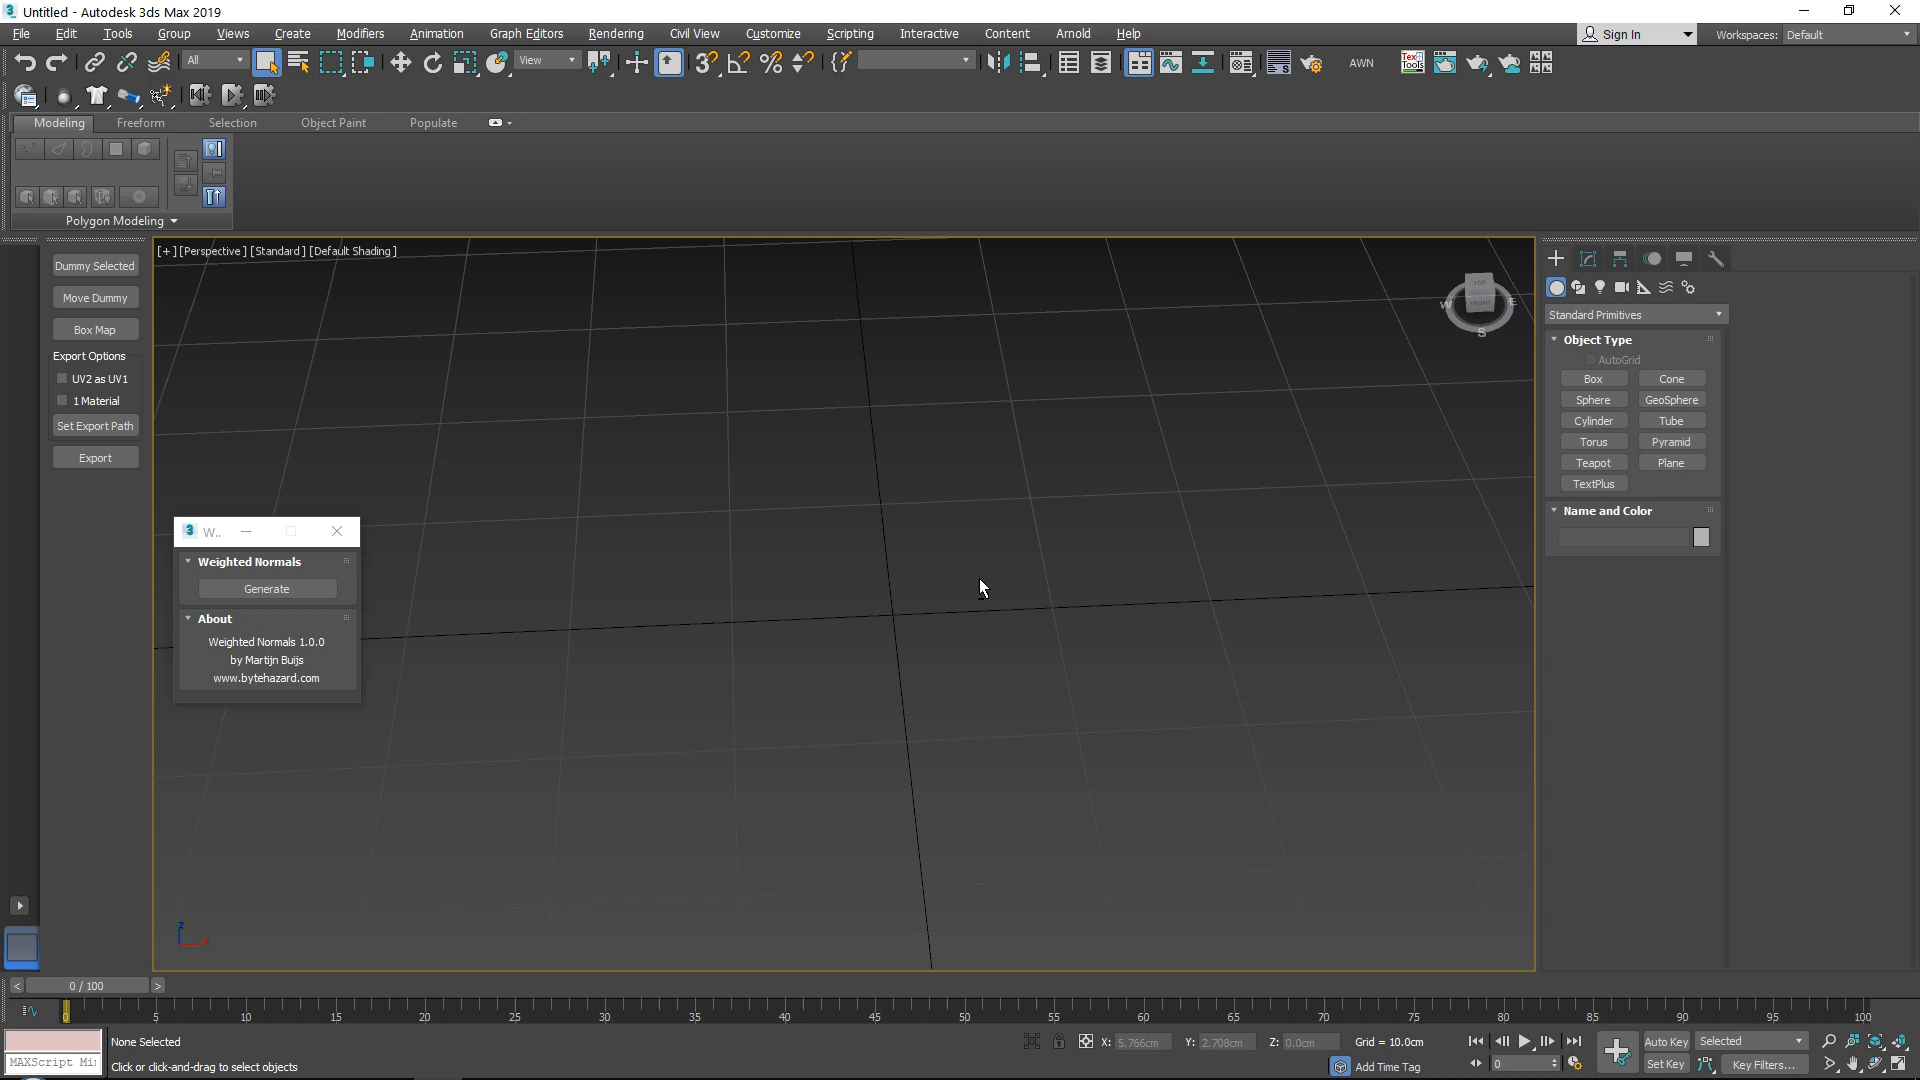 Untitled - Autodesk 3ds Max 2019
File Edit Tools Group Views Create Modifiers Animation Graph Editors Rendering Civil View Customize Scripting Interactive Content Arnold Help
Sign In
Workspaces: Default
All
View
AWN
Modeling Freeform Selection Object Paint Populate
Polygon Modeling
Dummy Selected
Move Dummy
Box Map
Export Options
UV2 as UV1
1 Material
Set Export Path
Export
[+] [Perspective] [Standard] [Default Shading]
TOP
FRONT
W
E
S
Standard Primitives
Object Type
AutoGrid
Box Cone
Sphere GeoSphere
Cylinder Tube
Torus Pyramid
Teapot Plane
TextPlus
Name and Color
W..
Weighted Normals
Generate
About
Weighted Normals 1.0.0
by Martijn Buijs
www.bytehazard.com
z
x
< 0 / 100 >
0 5 10 15 20 25 30 35 40 45 50 55 60 65 70 75 80 85 90 95 100
None Selected
MAXScript Mi
Click or click-and-drag to select objects
X: 5.766cm Y: 2.708cm Z: 0.0cm Grid = 10.0cm
Add Time Tag
0
Auto Key Selected
Set Key Key Filters...